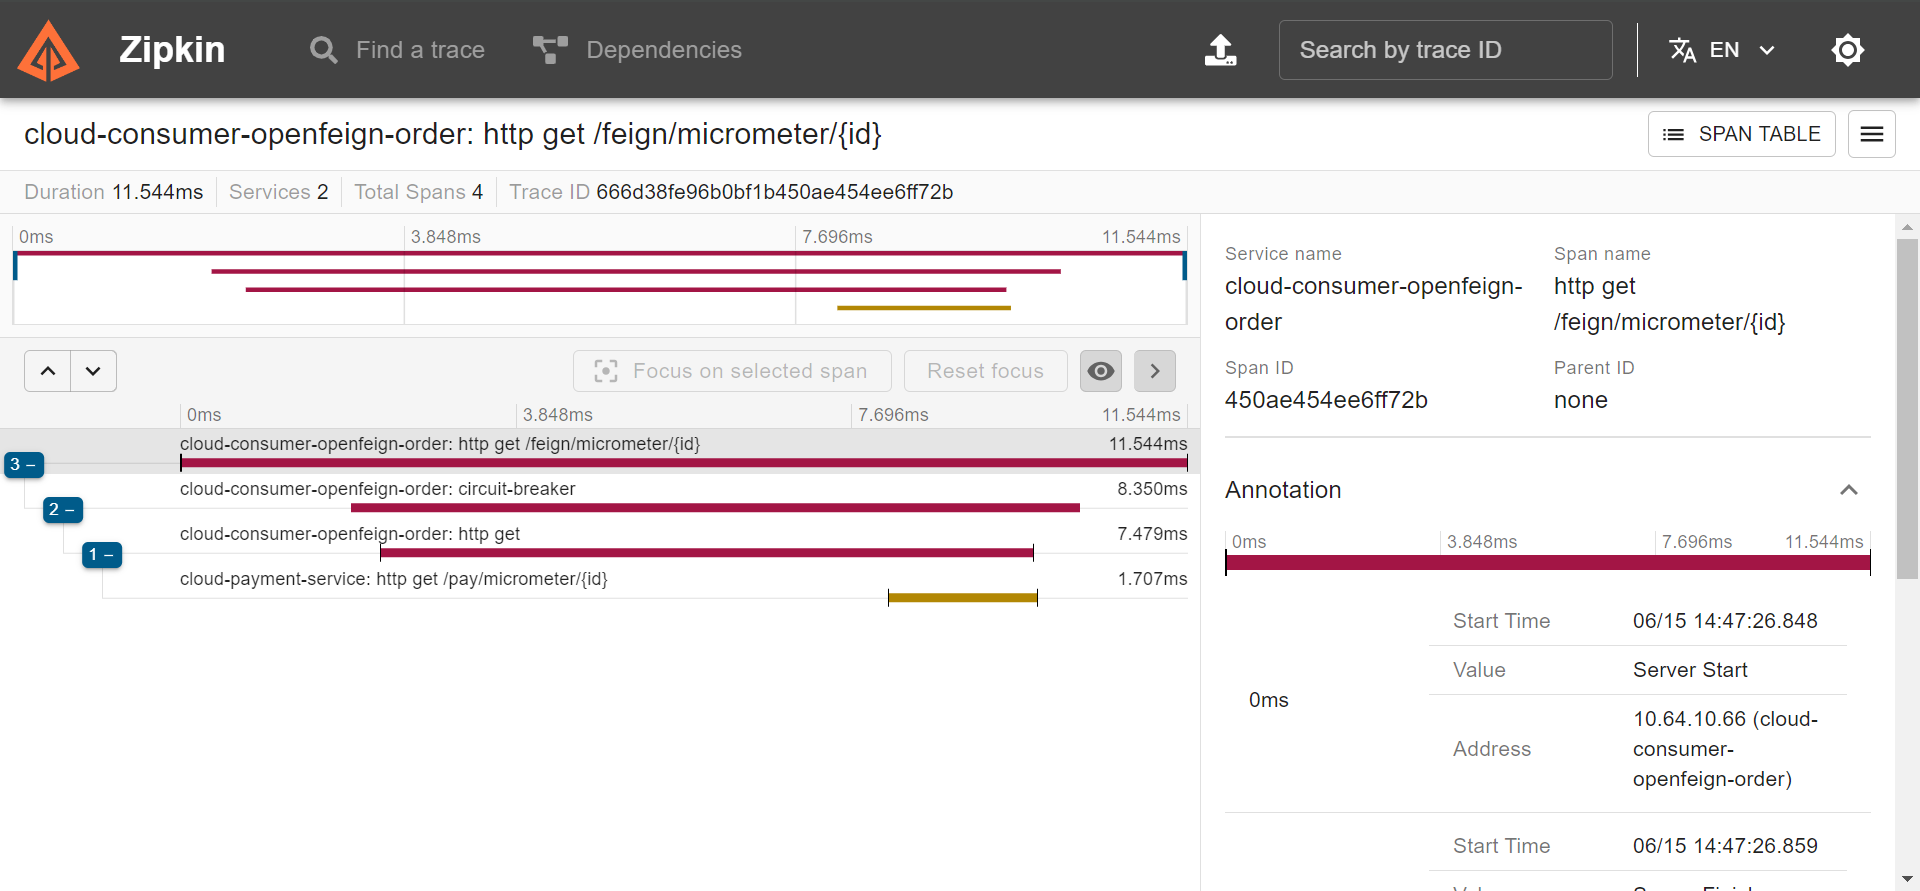 Zipkin
Find a trace
Dependencies
Search by trace ID
EN
cloud-consumer-openfeign-order: http get /feign/micrometer/{id}
SPAN TABLE
Duration 11.544ms
Services 2
Total Spans 4
Trace ID 666d38fe96b0bf1b450ae454ee6ff72b
0ms
3.848ms
7.696ms
11.544ms
Focus on selected span
Reset focus
0ms
3.848ms
7.696ms
11.544ms
cloud-consumer-openfeign-order: http get /feign/micrometer/{id}
11.544ms
3 –
cloud-consumer-openfeign-order: circuit-breaker
8.350ms
2 –
cloud-consumer-openfeign-order: http get
7.479ms
1 –
cloud-payment-service: http get /pay/micrometer/{id}
1.707ms
Service name
cloud-consumer-openfeign-
order
Span name
http get
/feign/micrometer/{id}
Span ID
450ae454ee6ff72b
Parent ID
none
Annotation
0ms
3.848ms
7.696ms
11.544ms
0ms
Start Time
06/15 14:47:26.848
Value
Server Start
Address
10.64.10.66 (cloud-
consumer-
openfeign-order)
Start Time
06/15 14:47:26.859